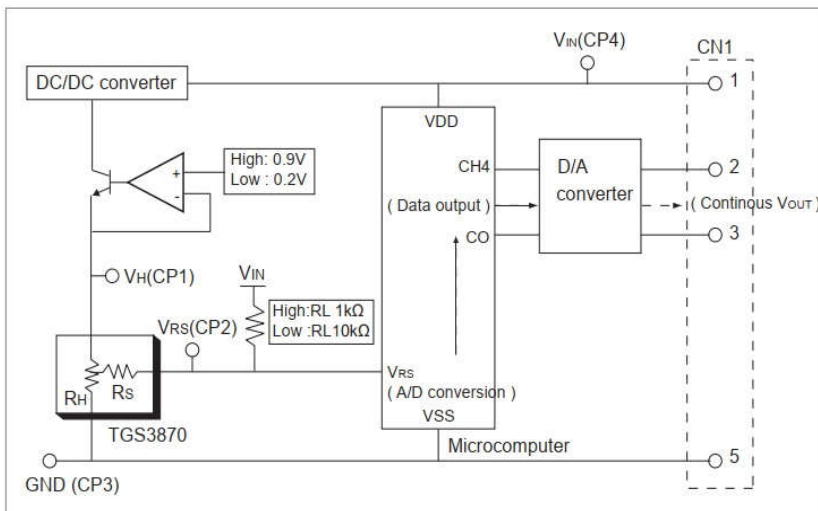 VIN(CP4)
CN1
DC/DC converter
1
VDD
High: 0.9V
Low : 0.2V
+
-
CH4
D/A
converter
2
( Data output )
( Continous VOUT )
CO
3
VH(CP1)
VIN
High:RL 1kΩ
Low :RL10kΩ
VRS(CP2)
RH
RS
VRS
( A/D conversion )
VSS
TGS3870
Microcomputer
5
GND (CP3)